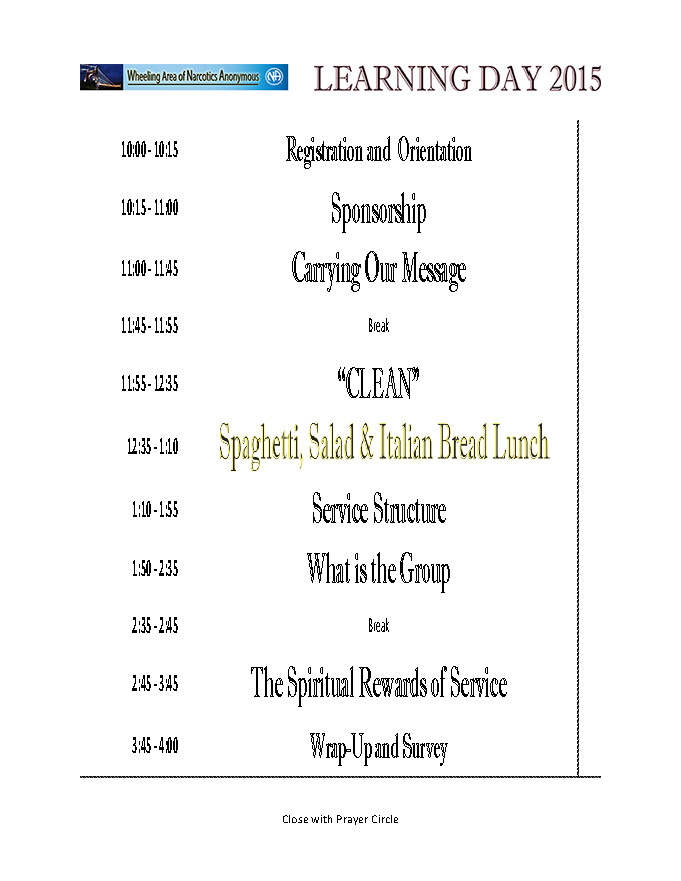 Wheeling Area of Narcotics Anonymous NA LEARNING DAY 2015
10:00 - 10:15 Registration and Orientation
10:15 - 11:00 Sponsorship
11:00 - 11:45 Carrying Our Message
11:45 - 11:55 Break
11:55 - 12:35 “CLEAN”
12:35 - 1:10 Spaghetti, Salad & Italian Bread Lunch
1:10 - 1:55 Service Structure
1:50 - 2:35 What is the Group
2:35 - 2:45 Break
2:45 - 3:45 The Spiritual Rewards of Service
3:45 - 4:00 Wrap-Up and Survey
Close with Prayer Circle